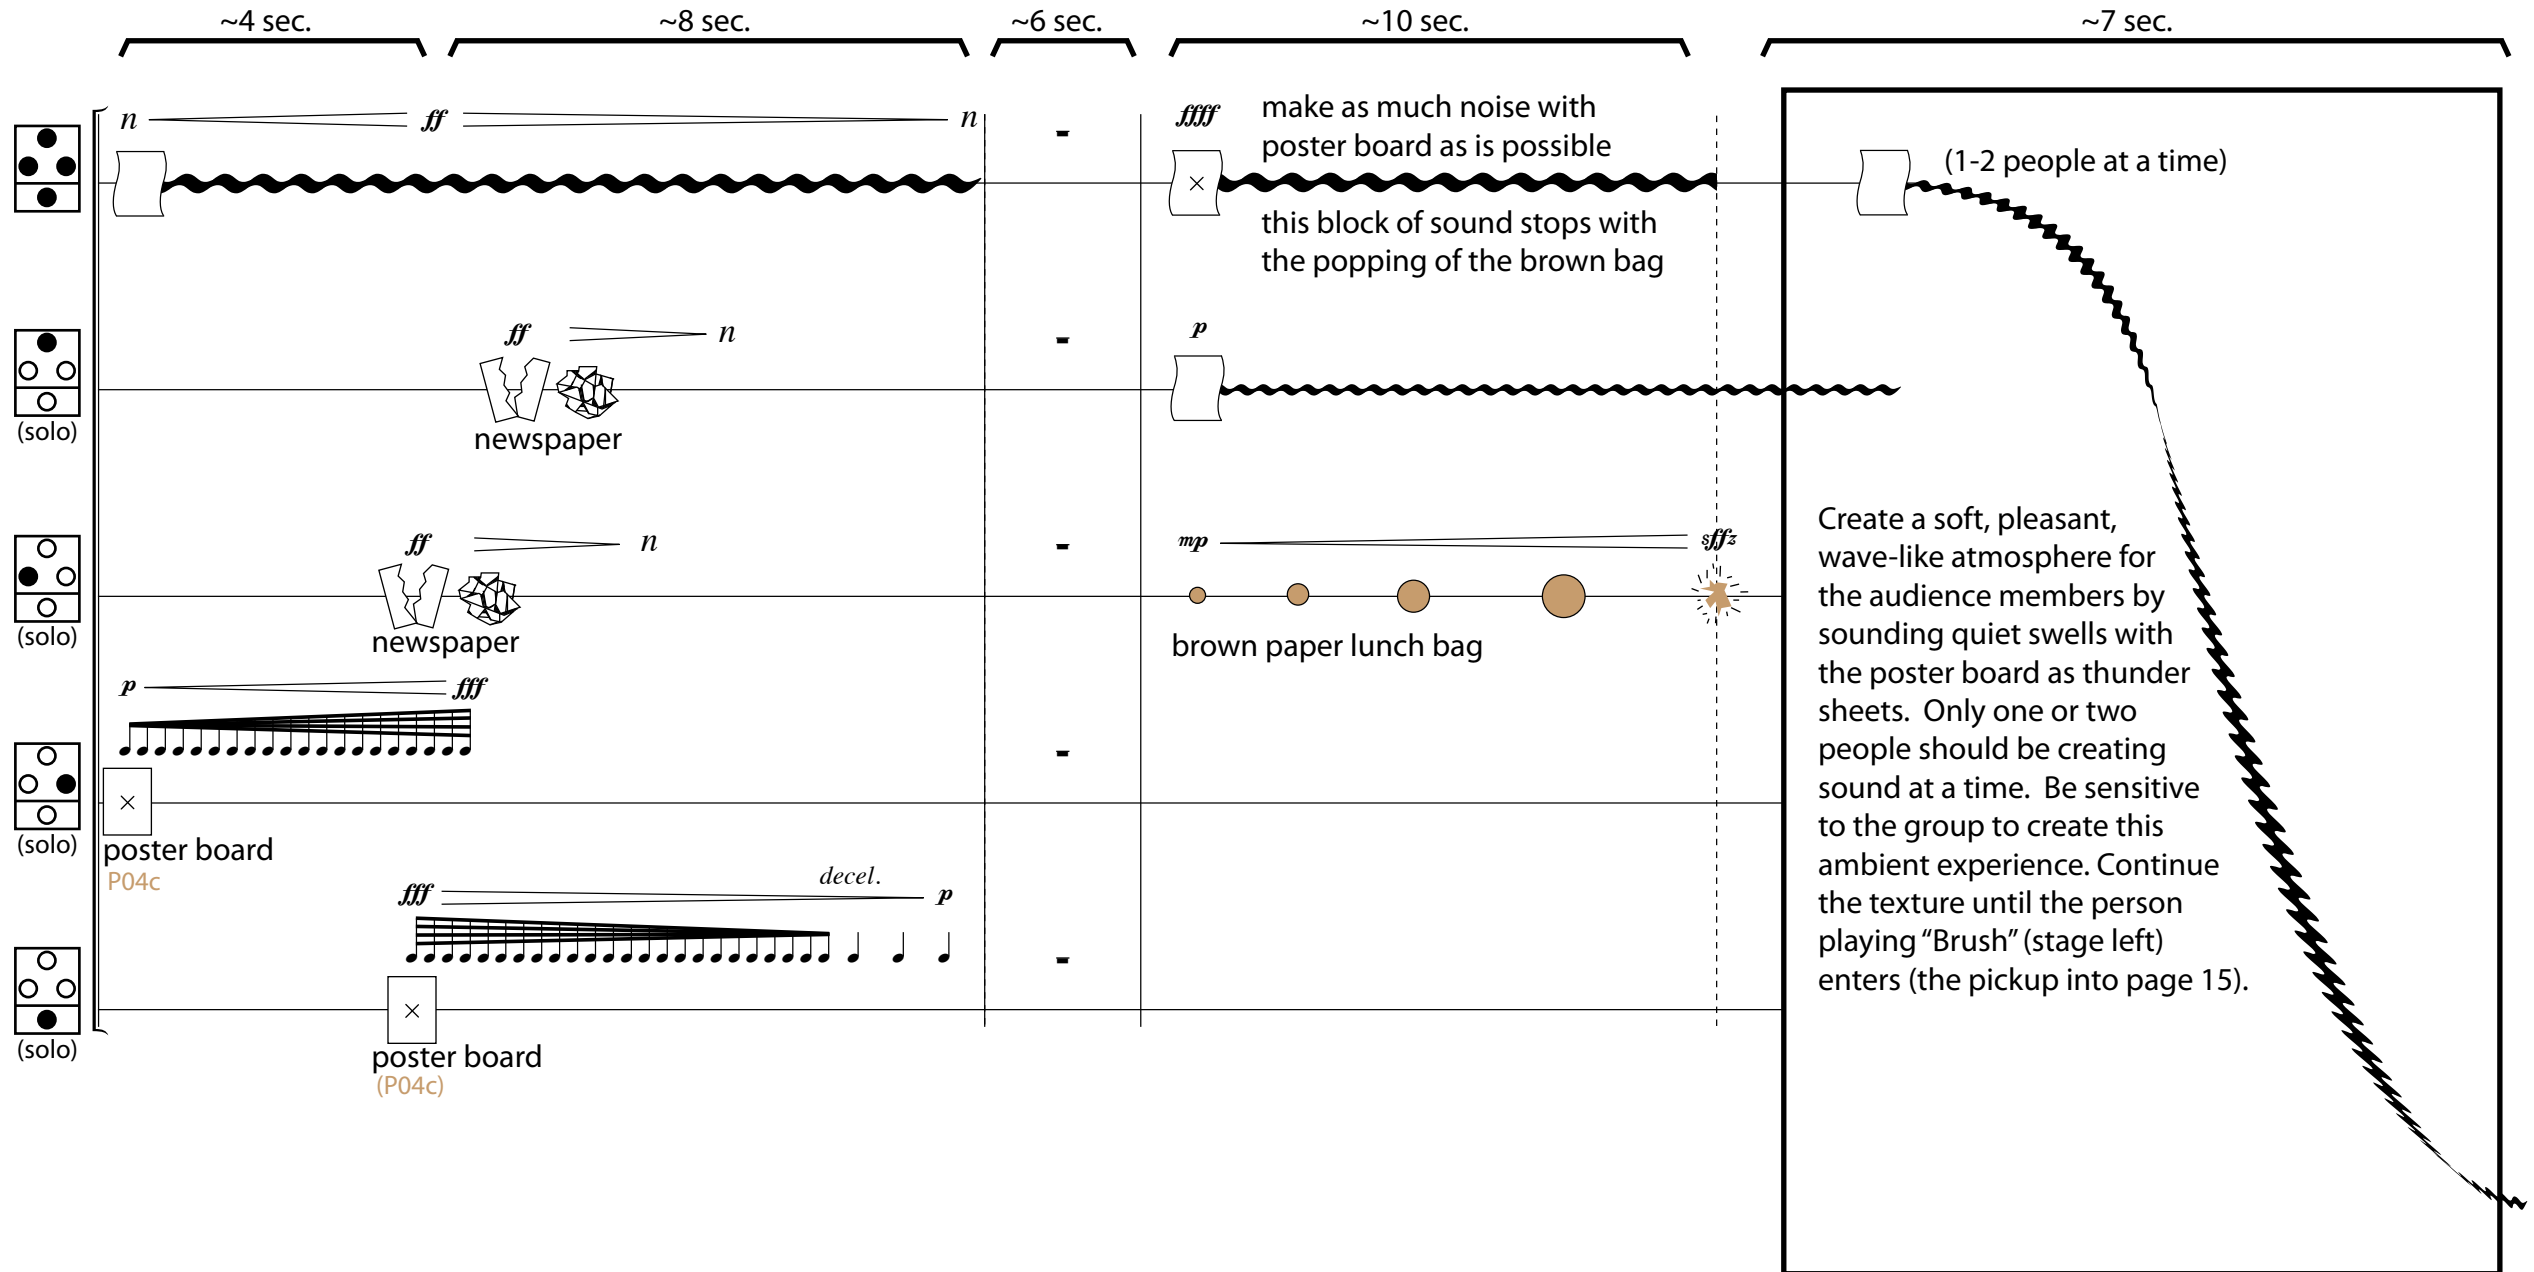 ~4 sec.
~8 sec.
~6 sec.
~10 sec.
~7 sec.
n
ff
n
ffff
make as much noise with
poster board as is possible
this block of sound stops with
the popping of the brown bag
(1-2 people at a time)
(solo)
ff
n
newspaper
p
(solo)
ff
n
newspaper
mp
sffz
brown paper lunch bag
(solo)
p
fff
poster board
P04c
(solo)
fff
decel.
p
poster board
(P04c)
Create a soft, pleasant,
wave-like atmosphere for
the audience members by
sounding quiet swells with
the poster board as thunder
sheets.  Only one or two
people should be creating
sound at a time.  Be sensitive
to the group to create this
ambient experience. Continue
the texture until the person
playing “Brush” (stage left)
enters (the pickup into page 15).